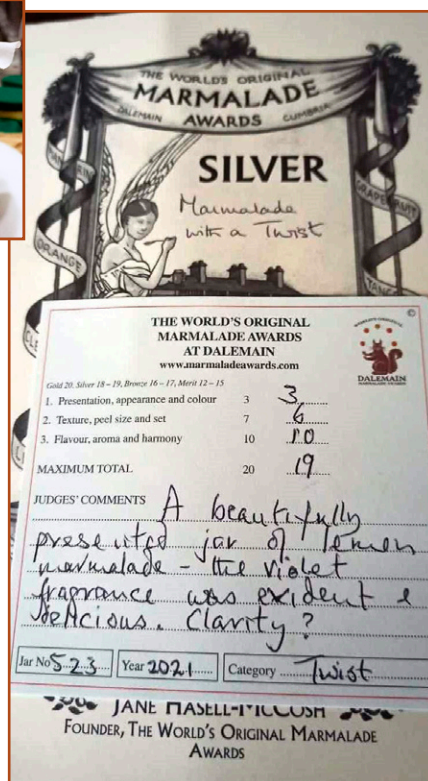 THE WORLD'S ORIGINAL
MARMALADE
DALEMAIN AWARDS CUMBRIA
SILVER
Marmalade
with a Twist
GRAPEFRUIT
ORANGE
THE WORLD'S ORIGINAL
MARMALADE AWARDS
AT DALEMAIN
www.marmaladeawards.com
©
DALEMAIN
MARMALADE AWARDS
Gold 20. Silver 18 – 19, Bronze 16 – 17, Merit 12 – 15
1. Presentation, appearance and colour 3 3
2. Texture, peel size and set 7 6
3. Flavour, aroma and harmony 10 10
MAXIMUM TOTAL 20 19
JUDGES' COMMENTS A beautifully
presented jar of lemon
marmalade - the violet
fragrance was evident &
delicious. Clarity?
Jar No 523 Year 2021 Category Twist
JANE HASELL-MCCOSH
FOUNDER, THE WORLD'S ORIGINAL MARMALADE
AWARDS